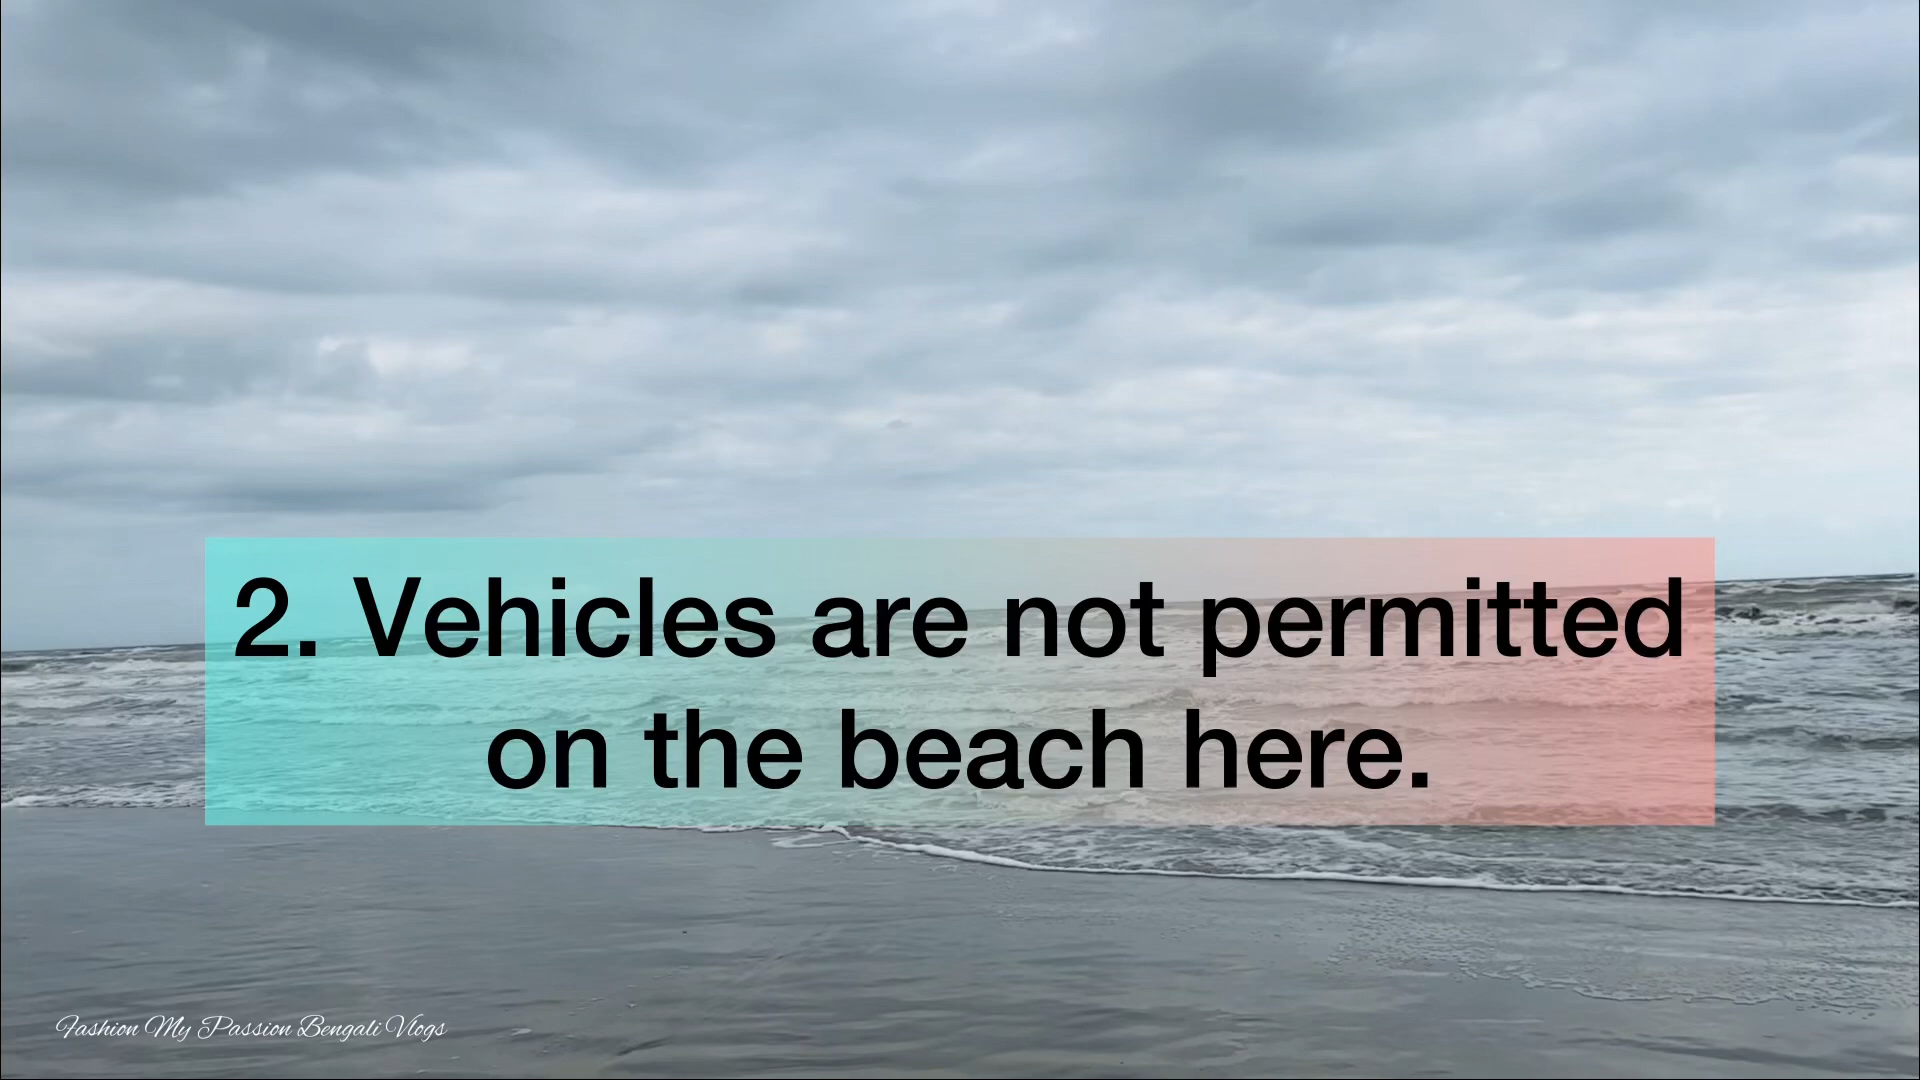 2. Vehicles are not permitted
on the beach here.
Fashion My Passion Bengali Vlogs